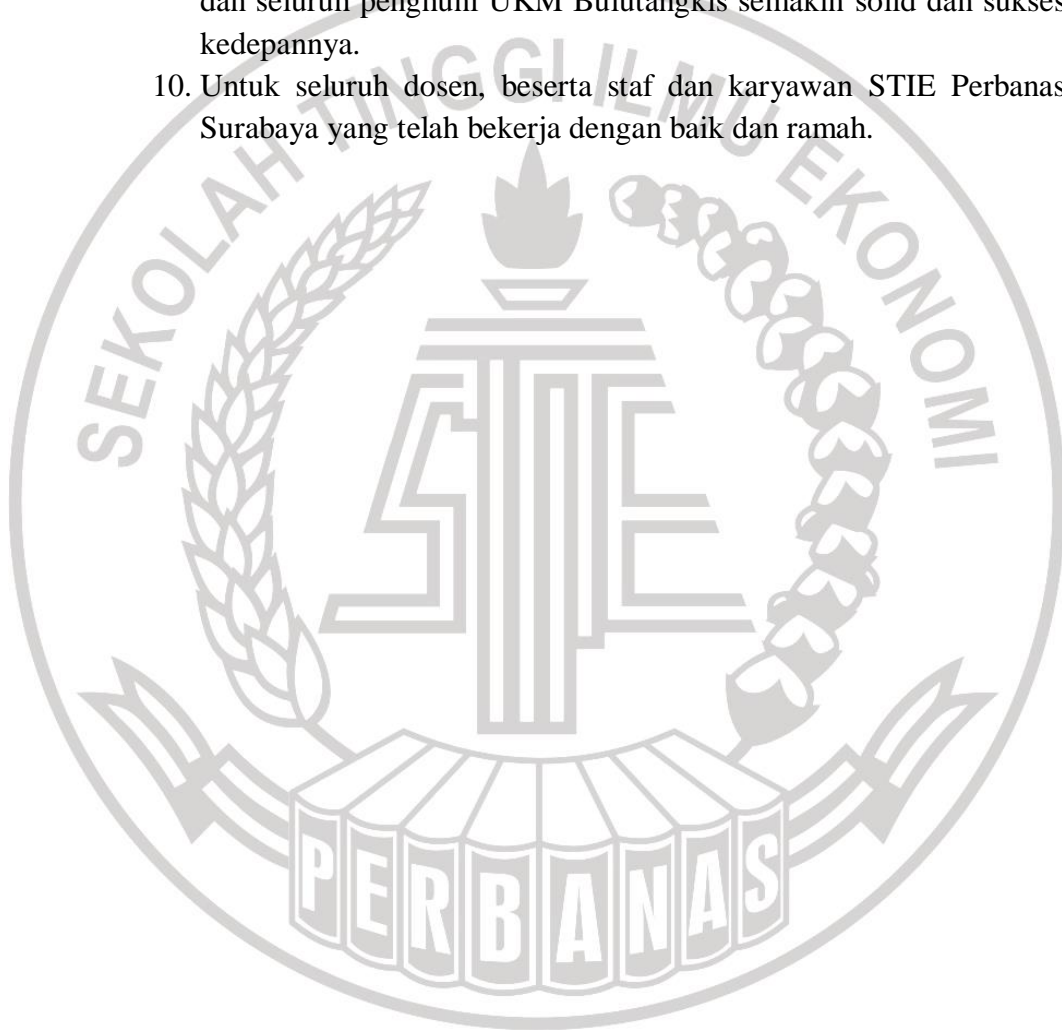 dan seluruh penghuni UKM Bulutangkis semakin solid dan sukses
kedepannya.
10. Untuk seluruh dosen, beserta staf dan karyawan STIE Perbanas
Surabaya yang telah bekerja dengan baik dan ramah.
SEKOLAH TINGGI ILMU EKONOMI
STIE
PERBANAS